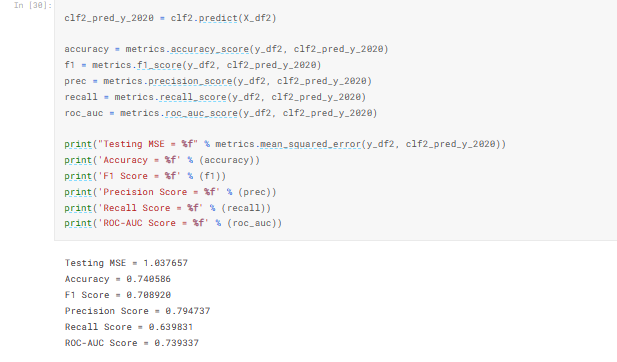 In [30]:
clf2_pred_y_2020 = clf2.predict(X_df2)
accuracy = metrics.accuracy_score(y_df2, clf2_pred_y_2020)
f1 = metrics.f1_score(y_df2, clf2_pred_y_2020)
prec = metrics.precision_score(y_df2, clf2_pred_y_2020)
recall = metrics.recall_score(y_df2, clf2_pred_y_2020)
roc_auc = metrics.roc_auc_score(y_df2, clf2_pred_y_2020)
print("Testing MSE = %f" % metrics.mean_squared_error(y_df2, clf2_pred_y_2020))
print('Accuracy = %f' % (accuracy))
print('F1 Score = %f' % (f1))
print('Precision Score = %f' % (prec))
print('Recall Score = %f' % (recall))
print('ROC-AUC Score = %f' % (roc_auc))
Testing MSE = 1.037657
Accuracy = 0.740586
F1 Score = 0.708920
Precision Score = 0.794737
Recall Score = 0.639831
ROC-AUC Score = 0.739337